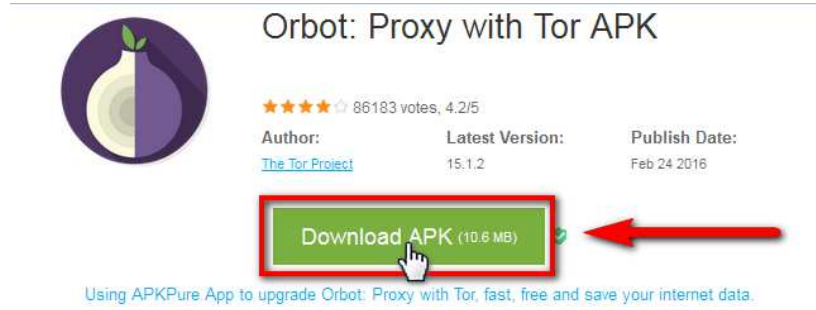 Orbot: Proxy with Tor APK
86183 votes, 4.2/5
Author: Latest Version: Publish Date:
The Tor Project 15.1.2 Feb 24 2016
Download APK (10.6 MB)
Using APKPure App to upgrade Orbot: Proxy with Tor, fast, free and save your internet data.